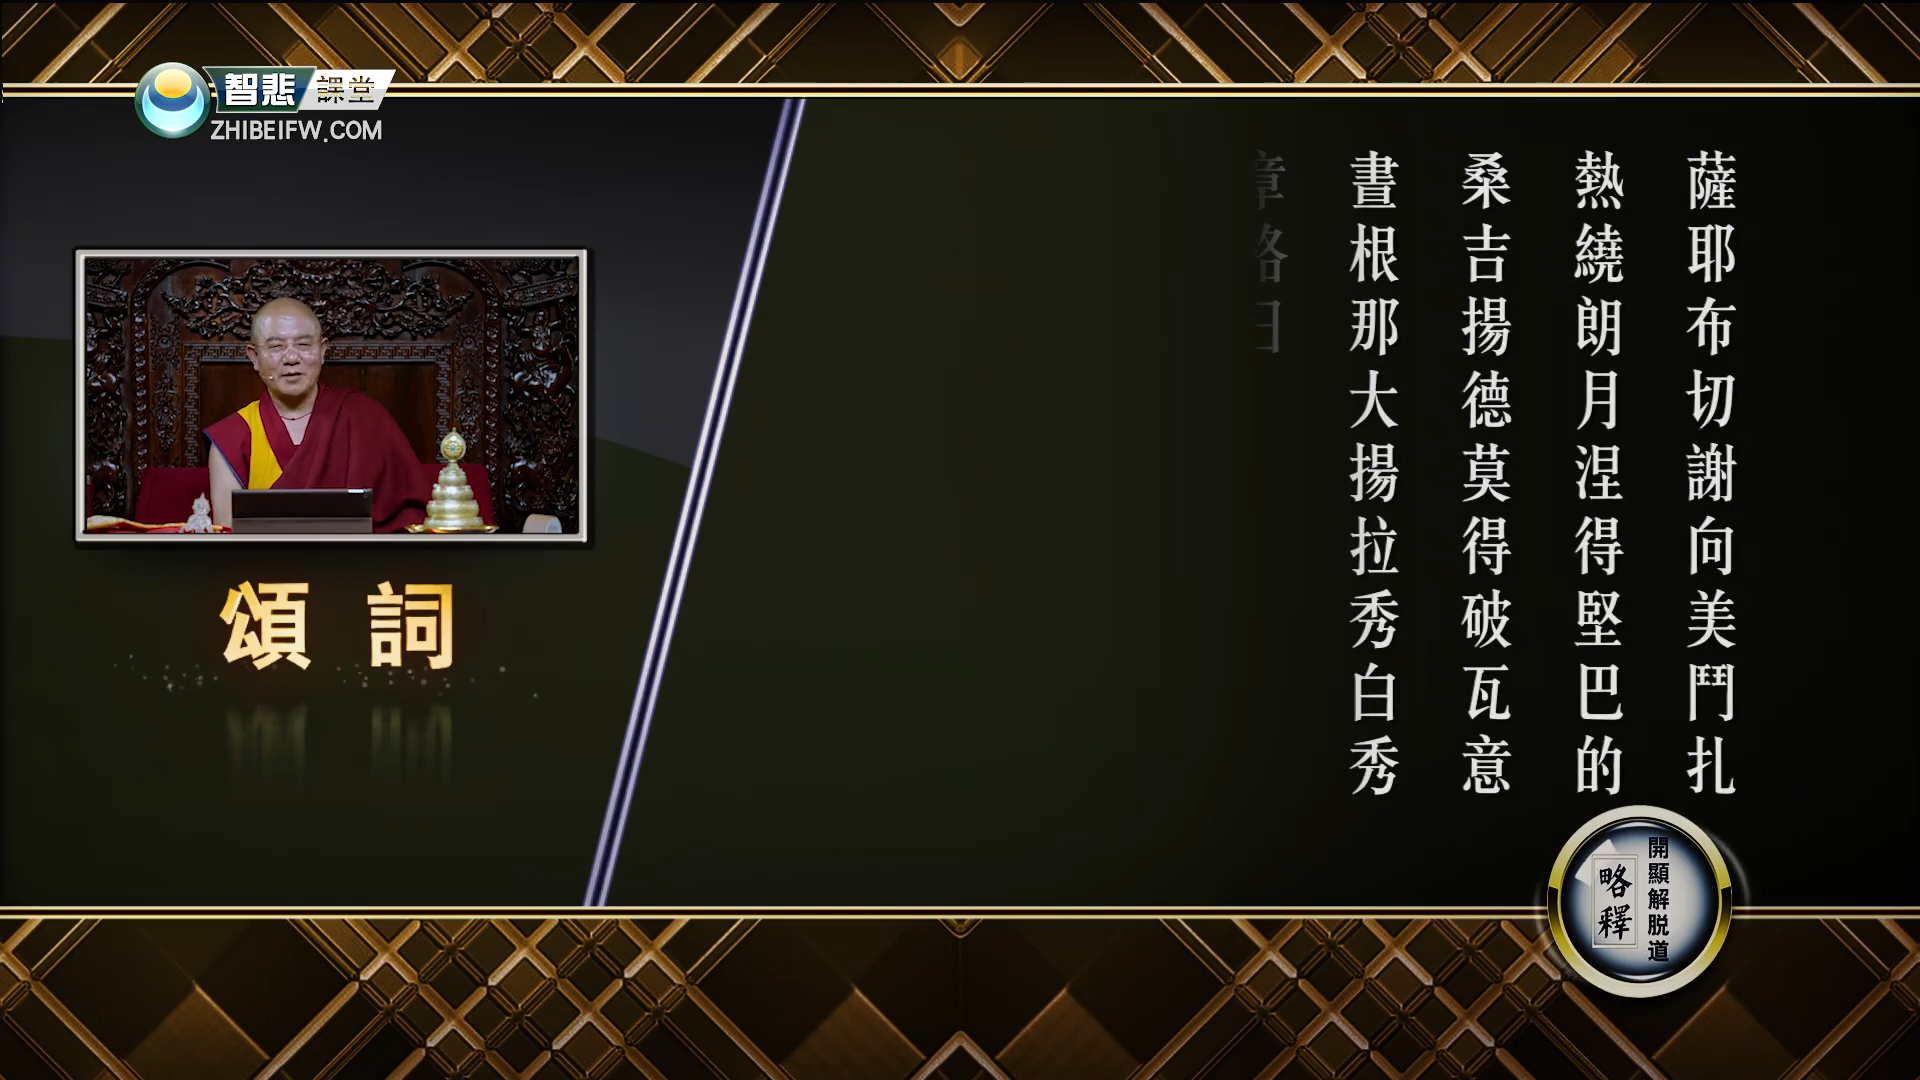 智悲 課堂
ZHIBEIFW.COM
頌詞
薩耶布切謝向美鬥扎
熱繞朗月涅得堅巴的
桑吉揚德莫得破瓦意
晝根那大揚拉秀白秀
開顯解脱道
略釋